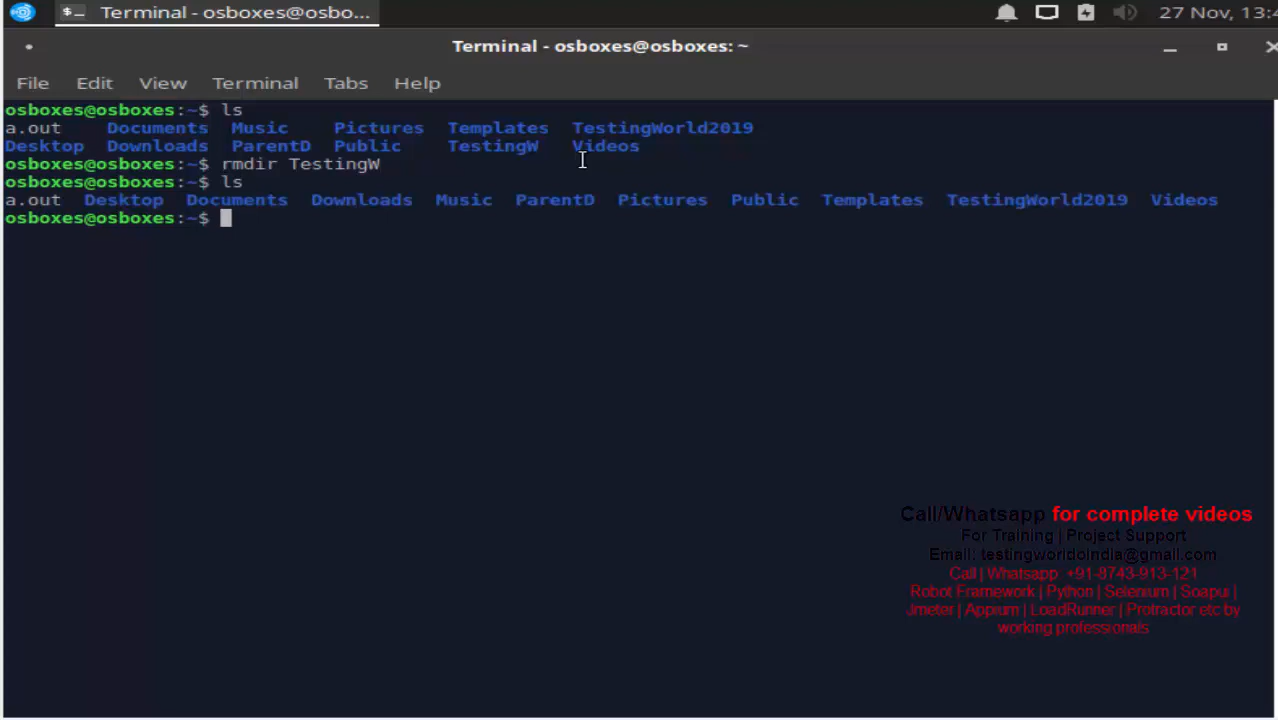 Terminal - osboxes@osbo...
27 Nov, 13:4
Terminal - osboxes@osboxes: ~
File Edit View Terminal Tabs Help
osboxes@osboxes:~$ ls
a.out Documents Music Pictures Templates TestingWorld2019
Desktop Downloads ParentD Public TestingW Videos
osboxes@osboxes:~$ rmdir TestingW
osboxes@osboxes:~$ ls
a.out Desktop Documents Downloads Music ParentD Pictures Public Templates TestingWorld2019 Videos
osboxes@osboxes:~$
Call/Whatsapp for complete videos
For Training | Project Support
Email: testingworldoindia@gmail.com
Call | Whatsapp: +91-8743-913-121
Robot Framework | Python | Selenium | Soapui |
Jmeter | Appium | LoadRunner | Protractor etc by
working professionals